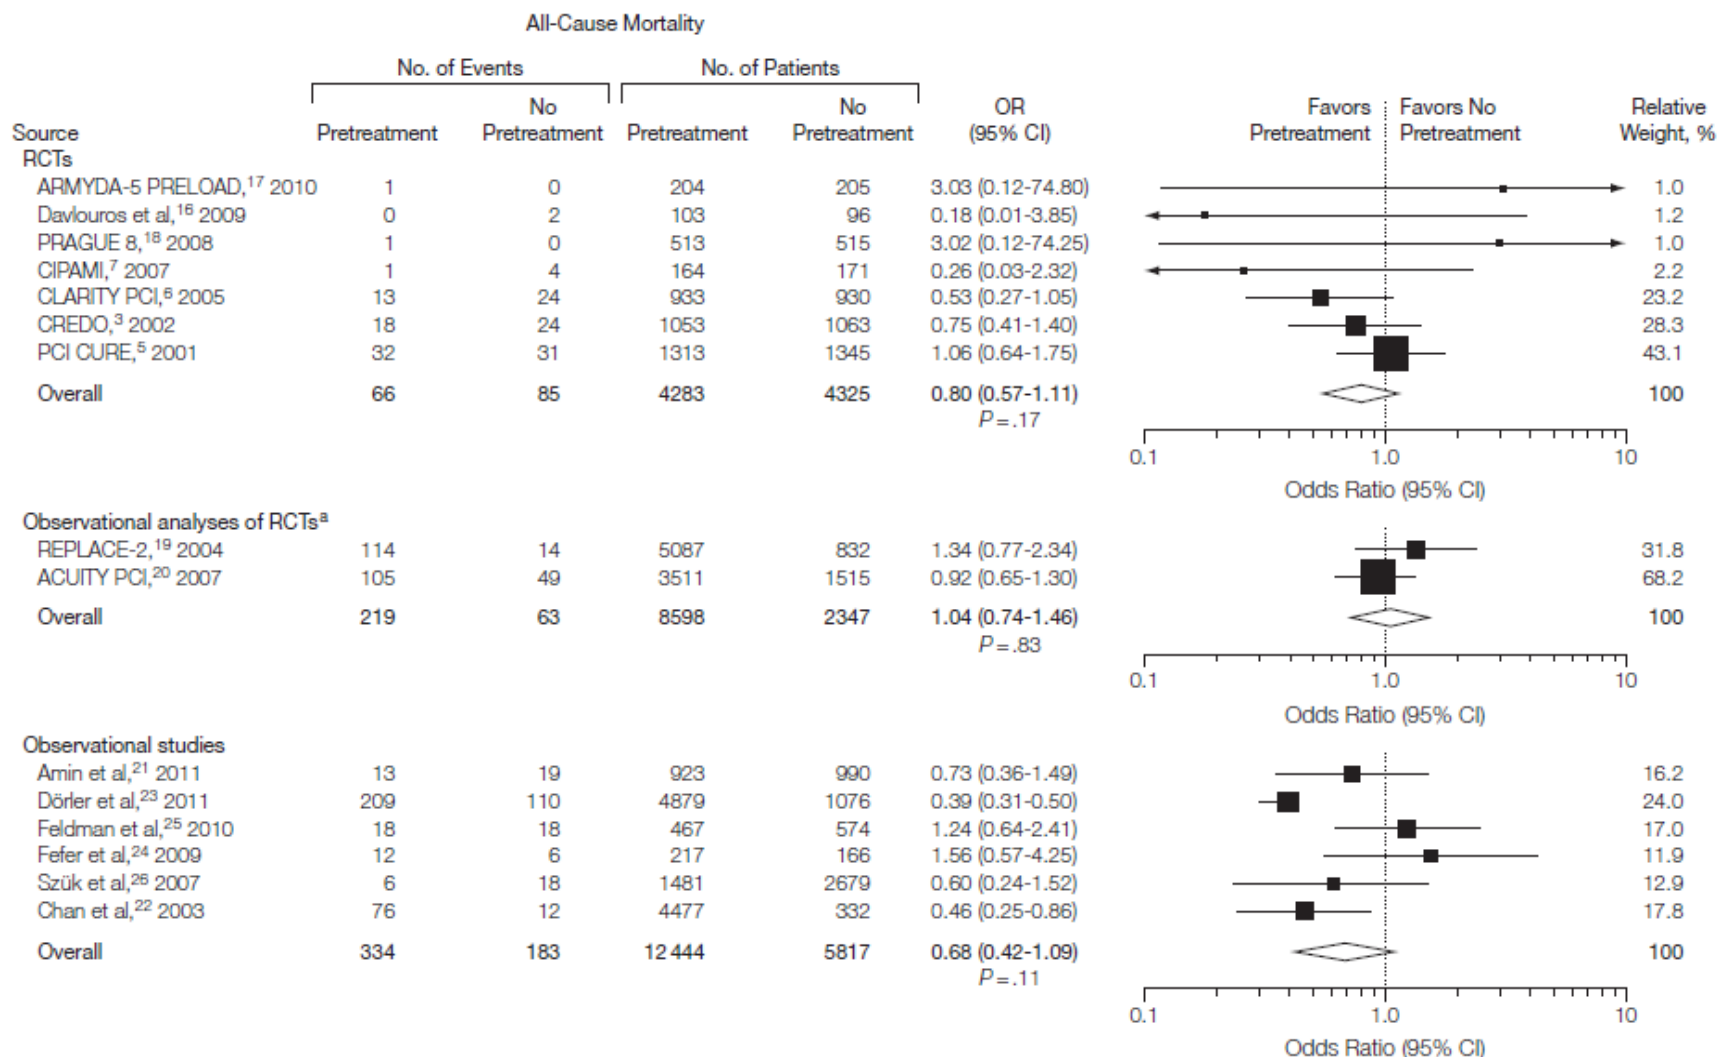 All-Cause Mortality
No. of Events No. of Patients
No No OR Favors Favors No Relative
Source Pretreatment Pretreatment Pretreatment Pretreatment (95% CI) Pretreatment Pretreatment Weight, %
RCTs
ARMYDA-5 PRELOAD,17 2010 1 0 204 205 3.03 (0.12-74.80) 1.0
Davlouros et al,16 2009 0 2 103 96 0.18 (0.01-3.85) 1.2
PRAGUE 8,18 2008 1 0 513 515 3.02 (0.12-74.25) 1.0
CIPAMI,7 2007 1 4 164 171 0.26 (0.03-2.32) 2.2
CLARITY PCI,6 2005 13 24 933 930 0.53 (0.27-1.05) 23.2
CREDO,3 2002 18 24 1053 1063 0.75 (0.41-1.40) 28.3
PCI CURE,5 2001 32 31 1313 1345 1.06 (0.64-1.75) 43.1
Overall 66 85 4283 4325 0.80 (0.57-1.11) 100
P=.17
0.1 1.0 10
Odds Ratio (95% CI)
Observational analyses of RCTsa
REPLACE-2,19 2004 114 14 5087 832 1.34 (0.77-2.34) 31.8
ACUITY PCI,20 2007 105 49 3511 1515 0.92 (0.65-1.30) 68.2
Overall 219 63 8598 2347 1.04 (0.74-1.46) 100
P=.83
0.1 1.0 10
Odds Ratio (95% CI)
Observational studies
Amin et al,21 2011 13 19 923 990 0.73 (0.36-1.49) 16.2
Dörler et al,23 2011 209 110 4879 1076 0.39 (0.31-0.50) 24.0
Feldman et al,25 2010 18 18 467 574 1.24 (0.64-2.41) 17.0
Fefer et al,24 2009 12 6 217 166 1.56 (0.57-4.25) 11.9
Szük et al,26 2007 6 18 1481 2679 0.60 (0.24-1.52) 12.9
Chan et al,22 2003 76 12 4477 332 0.46 (0.25-0.86) 17.8
Overall 334 183 12 444 5817 0.68 (0.42-1.09) 100
P=.11
0.1 1.0 10
Odds Ratio (95% CI)